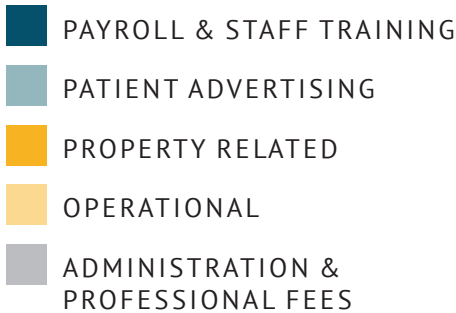 PAYROLL & STAFF TRAINING
PATIENT ADVERTISING
PROPERTY RELATED
OPERATIONAL
ADMINISTRATION &
PROFESSIONAL FEES